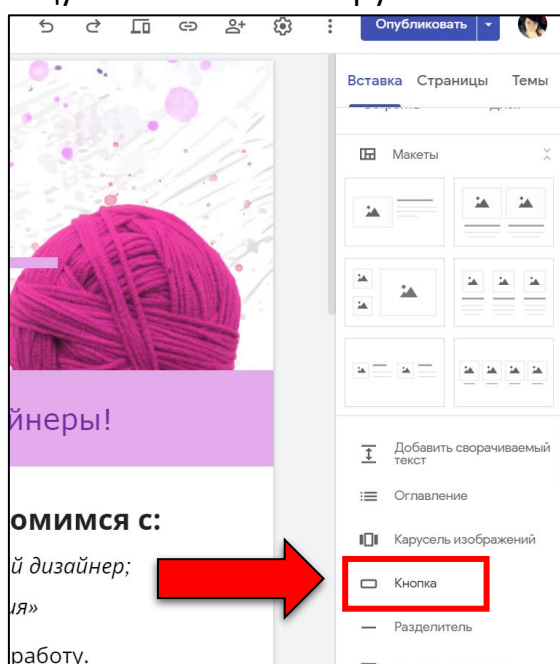 Опубликовать
Вставка Страницы Темы
Макеты
йнеры!
Добавить сворачиваемый
текст
Оглавление
омимся с:
Карусель изображений
й дизайнер;
Кнопка
ия»
Разделитель
работу.